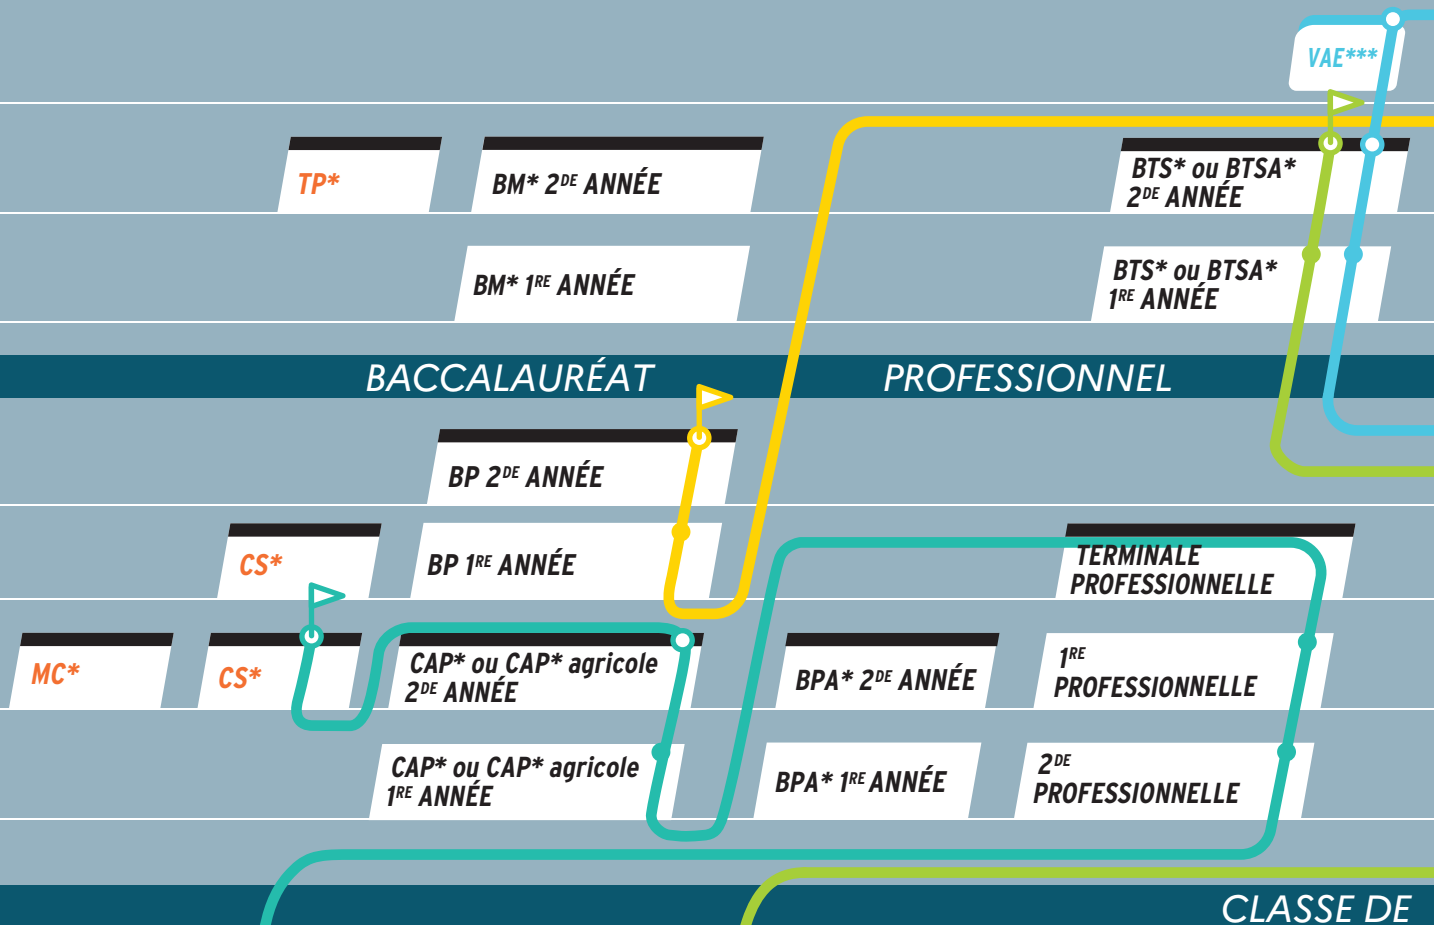 VAE***
TP*
BM* 2DE ANNÉE
BTS* ou BTSA*
2DE ANNÉE
BM* 1RE ANNÉE
BTS* ou BTSA*
1RE ANNÉE
BACCALAURÉAT PROFESSIONNEL
BP 2DE ANNÉE
CS*
BP 1RE ANNÉE
TERMINALE
PROFESSIONNELLE
MC*
CS*
CAP* ou CAP* agricole
2DE ANNÉE
BPA* 2DE ANNÉE
1RE
PROFESSIONNELLE
CAP* ou CAP* agricole
1RE ANNÉE
BPA* 1RE ANNÉE
2DE
PROFESSIONNELLE
CLASSE DE